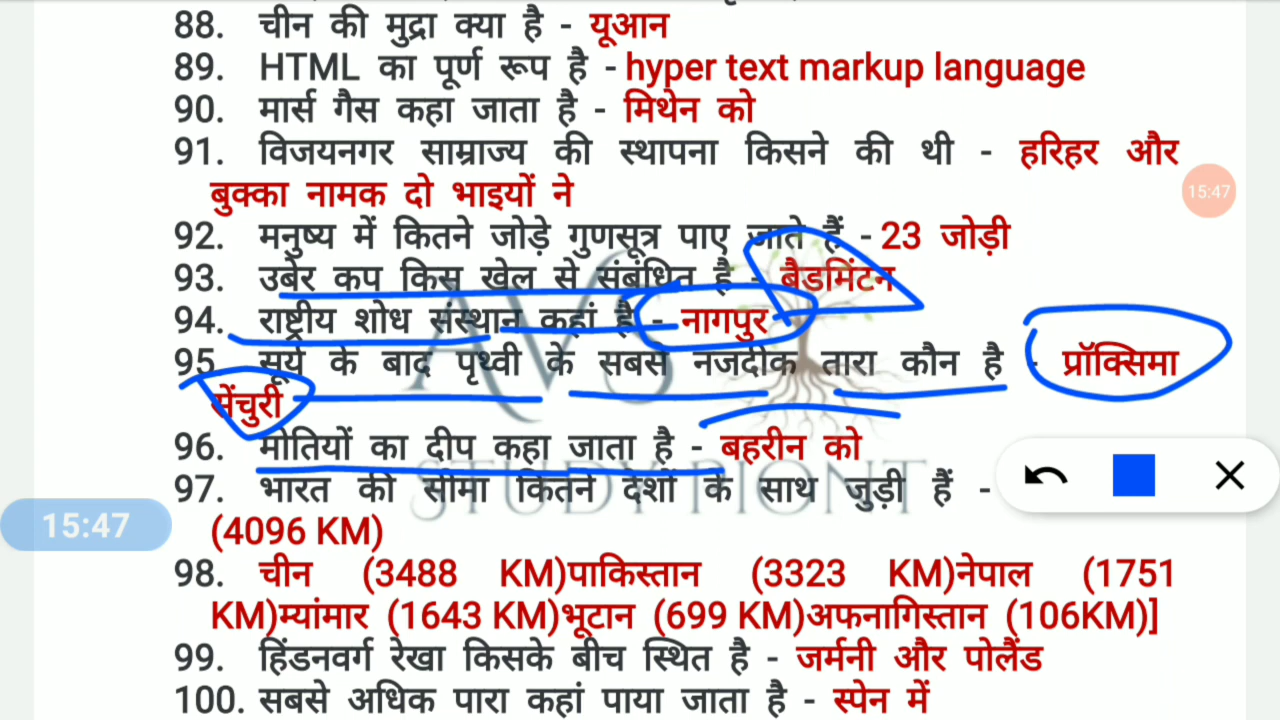 88. चीन की मुद्रा क्या है - यूआन
89. HTML का पूर्ण रूप है - hyper text markup language
90. मार्स गैस कहा जाता है - मिथेन को
91. विजयनगर साम्राज्य की स्थापना किसने की थी - हरिहर और
बुक्का नामक दो भाइयों ने
15:47
92. मनुष्य में कितने जोड़े गुणसूत्र पाए जाते हैं - 23 जोड़ी
93. उबेर कप किस खेल से संबंधित है - बैडमिंटन
94. राष्ट्रीय शोध संस्थान कहां है - नागपुर
95. सूर्य के बाद पृथ्वी के सबसे नजदीक तारा कौन है - प्रॉक्सिमा
सेंचुरी
AVS
96. मोतियों का दीप कहा जाता है - बहरीन को
STUDY POINT
97. भारत की सीमा कितने देशों के साथ जुड़ी हैं -
15:47
(4096 KM)
98. चीन (3488 KM)पाकिस्तान (3323 KM)नेपाल (1751
KM)म्यांमार (1643 KM)भूटान (699 KM)अफनागिस्तान (106KM)]
99. हिंडनवर्ग रेखा किसके बीच स्थित है - जर्मनी और पोलैंड
100. सबसे अधिक पारा कहां पाया जाता है - स्पेन में